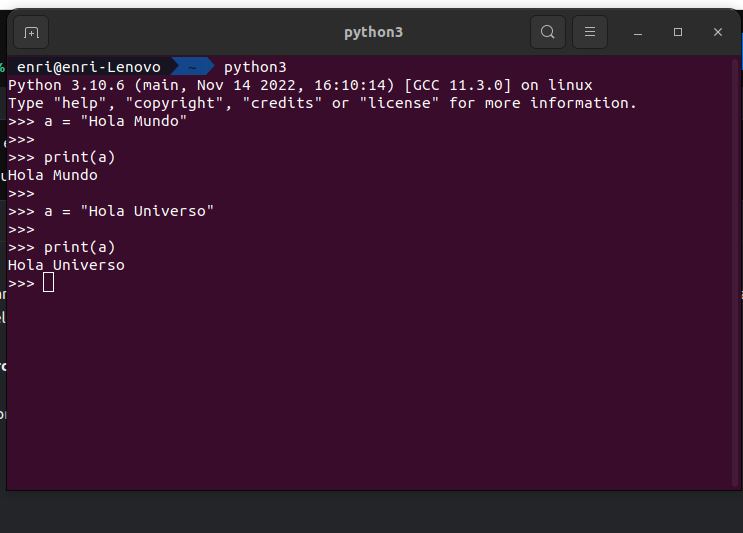 python3
enri@enri-Lenovo ~ python3
Python 3.10.6 (main, Nov 14 2022, 16:10:14) [GCC 11.3.0] on linux
Type "help", "copyright", "credits" or "license" for more information.
>>> a = "Hola Mundo"
>>>
>>> print(a)
Hola Mundo
>>>
>>> a = "Hola Universo"
>>>
>>> print(a)
Hola Universo
>>>